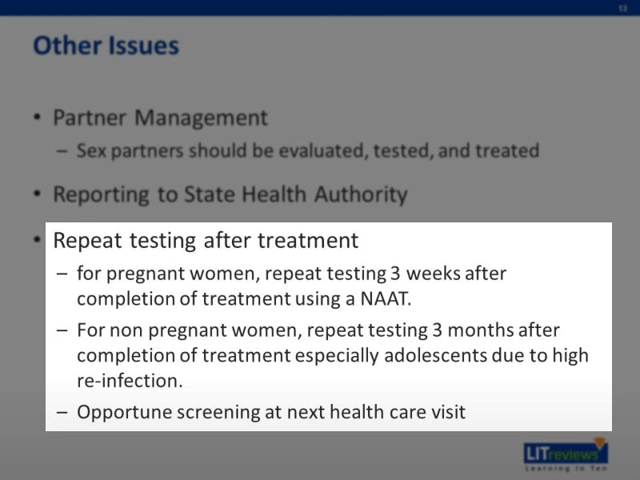 13
Other Issues
• Partner Management
– Sex partners should be evaluated, tested, and treated
• Reporting to State Health Authority
• Repeat testing after treatment
– for pregnant women, repeat testing 3 weeks after
completion of treatment using a NAAT.
– For non pregnant women, repeat testing 3 months after
completion of treatment especially adolescents due to high
re-infection.
– Opportune screening at next health care visit
LITreviews
Learning in Ten